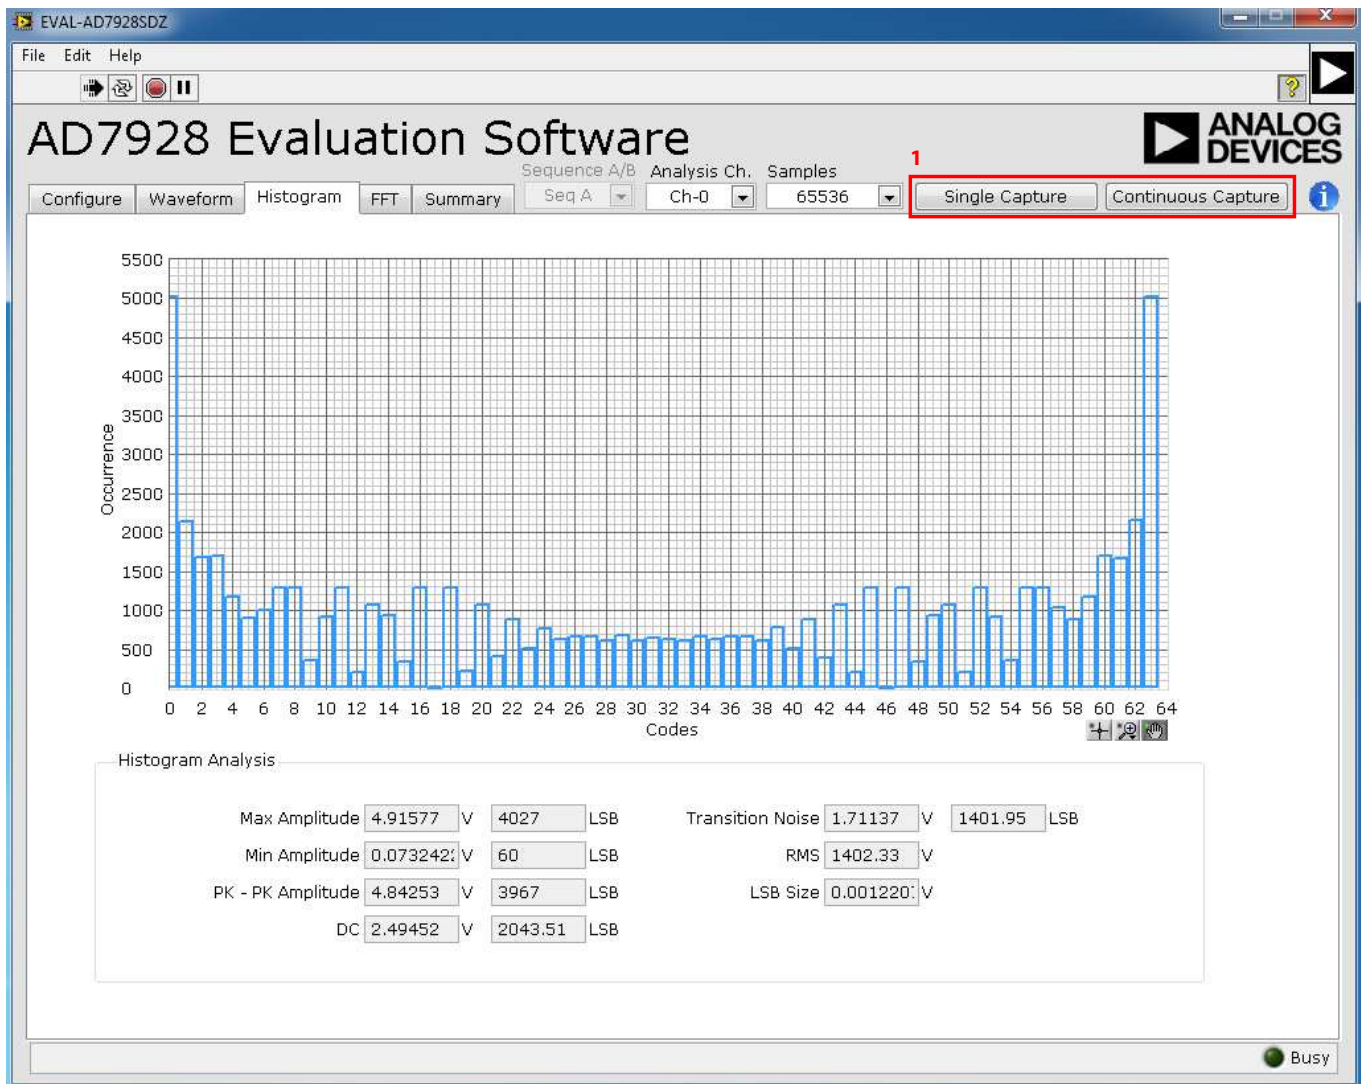 EVAL-AD7928SDZ
File Edit Help
AD7928 Evaluation Software
ANALOG
DEVICES
1
Sequence A/B Analysis Ch. Samples
Configure Waveform Histogram FFT Summary Seq A Ch-0 65536 Single Capture Continuous Capture
5500
5000
4500
4000
3500
3000
2500
2000
1500
1000
500
0
Occurrence
0 2 4 6 8 10 12 14 16 18 20 22 24 26 28 30 32 34 36 38 40 42 44 46 48 50 52 54 56 58 60 62 64
Codes
Histogram Analysis
Max Amplitude 4.91577 V 4027 LSB Transition Noise 1.71137 V 1401.95 LSB
Min Amplitude 0.073242 V 60 LSB RMS 1402.33 V
PK - PK Amplitude 4.84253 V 3967 LSB LSB Size 0.001220 V
DC 2.49452 V 2043.51 LSB
Busy